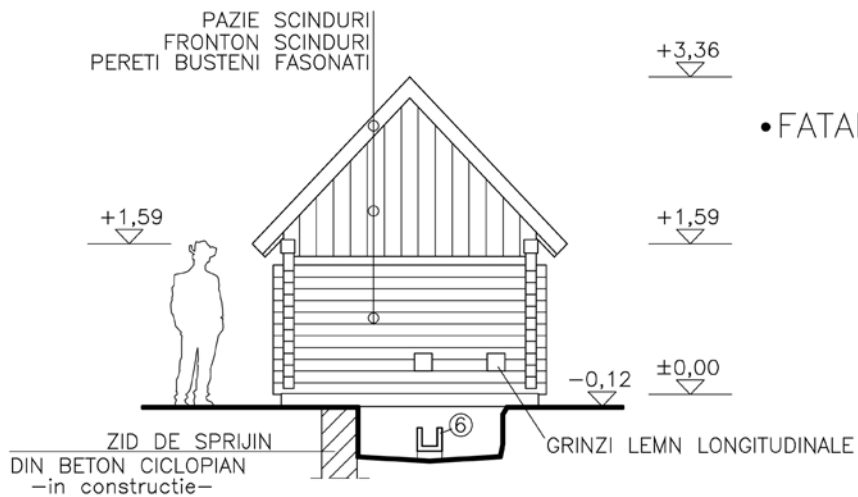 PAZIE SCINDURI
FRONTON SCINDURI
PERETI BUSTENI FASONATI
+3,36
+1,59
+1,59
±0,00
-0,12
6
ZID DE SPRIJIN
DIN BETON CICLOPIAN
-in constructie-
GRINZI LEMN LONGITUDINALE